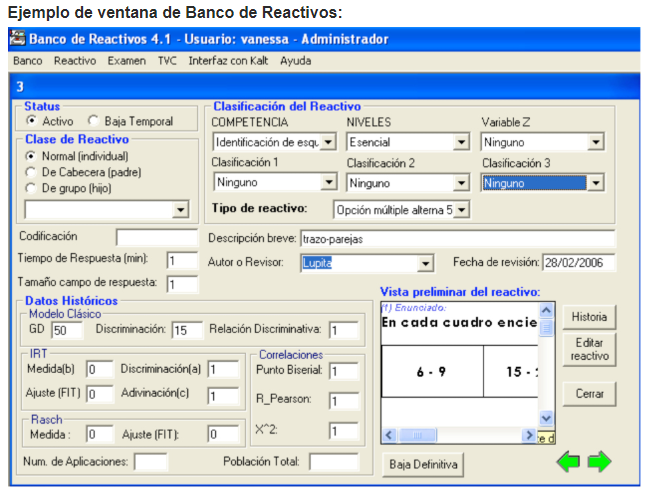 Ejemplo de ventana de Banco de Reactivos:
Banco de Reactivos 4.1 - Usuario: vanessa - Administrador
Banco Reactivo Examen TVC Interfaz con Kalt Ayuda
3
Status
Activo Baja Temporal
Clase de Reactivo
Normal (individual)
De Cabecera (padre)
De grupo (hijo)
Clasificación del Reactivo
COMPETENCIA NIVELES Variable Z
Identificación de esqu Esencial Ninguno
Clasificación 1 Clasificación 2 Clasificación 3
Ninguno Ninguno Ninguno
Tipo de reactivo: Opción múltiple alterna 5
Codificación
Descripción breve: trazo-parejas
Tiempo de Respuesta (min): 1
Autor o Revisor: Lupita Fecha de revisión: 28/02/2006
Tamaño campo de respuesta: 1
Datos Históricos
Modelo Clásico
GD 50 Discriminación: 15 Relación Discriminativa: 1
IRT
Medida(b) 0 Discriminación(a) 1
Ajuste (FIT) 0 Adivinación(c) 1
Correlaciones
Punto Biserial: 1
R_Pearson: 1
X^2: 1
Rasch
Medida : 0 Ajuste (FIT): 0
Num. de Aplicaciones: Población Total:
Vista preliminar del reactivo:
(1) Enunciado:
En cada cuadro encie
6 - 9 15 -
Historia
Editar
reactivo
Cerrar
Baja Definitiva